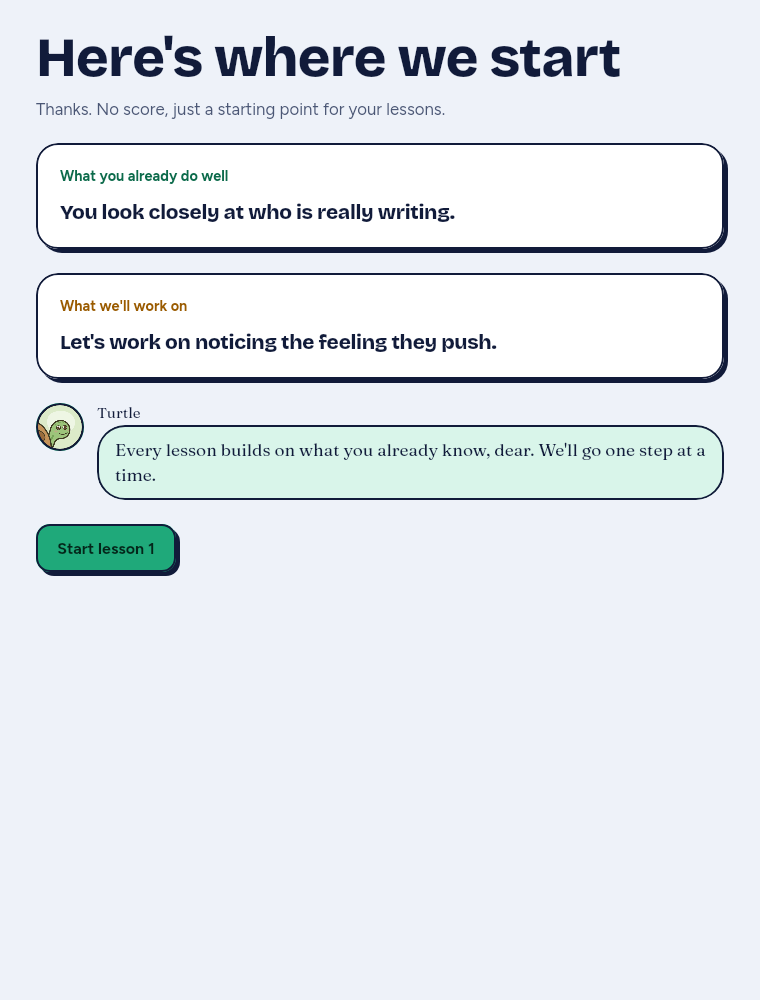 Here's where we start
Thanks. No score, just a starting point for your lessons.
What you already do well
You look closely at who is really writing.
What we'll work on
Let's work on noticing the feeling they push.
Turtle
Every lesson builds on what you already know, dear. We'll go one step at a
time.
Start lesson 1